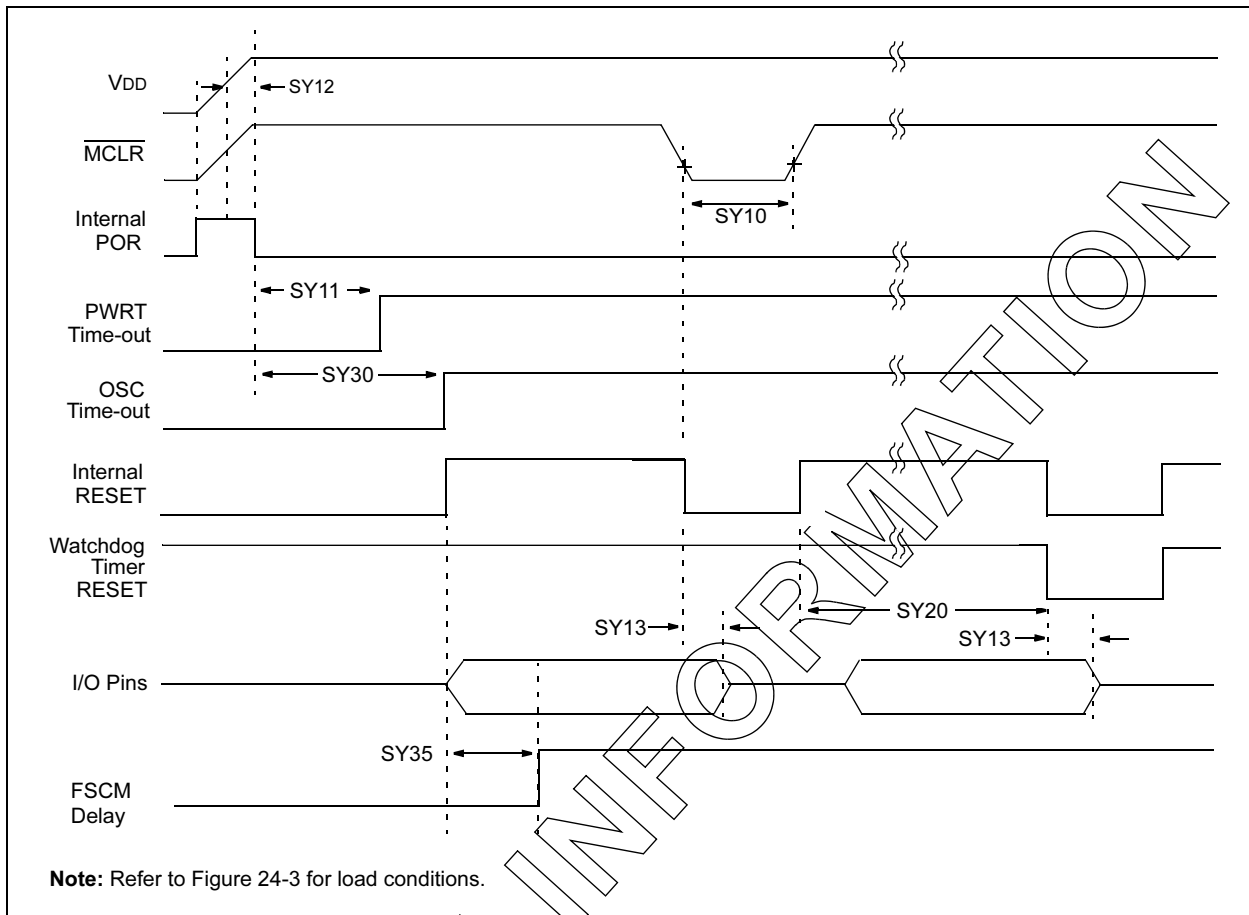 VDD
SY12
MCLR
SY10
Internal
POR
SY11
PWRT
Time-out
SY30
OSC
Time-out
Internal
RESET
Watchdog
Timer
RESET
SY20
SY13
SY13
I/O Pins
SY35
FSCM
Delay
INFORMATION
Note: Refer to Figure 24-3 for load conditions.